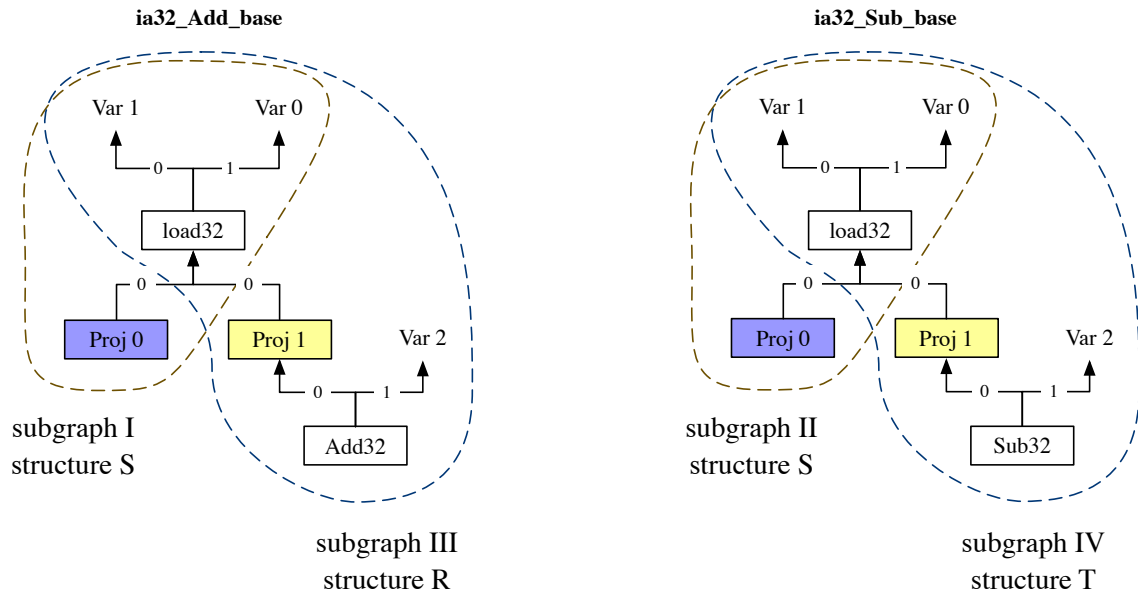 ia32_Add_base
Var 1
Var 0
0
1
load32
0
0
Proj 0
Proj 1
Var 2
0
1
Add32
subgraph I
structure S
subgraph III
structure R
ia32_Sub_base
Var 1
Var 0
0
1
load32
0
0
Proj 0
Proj 1
Var 2
0
1
Sub32
subgraph II
structure S
subgraph IV
structure T